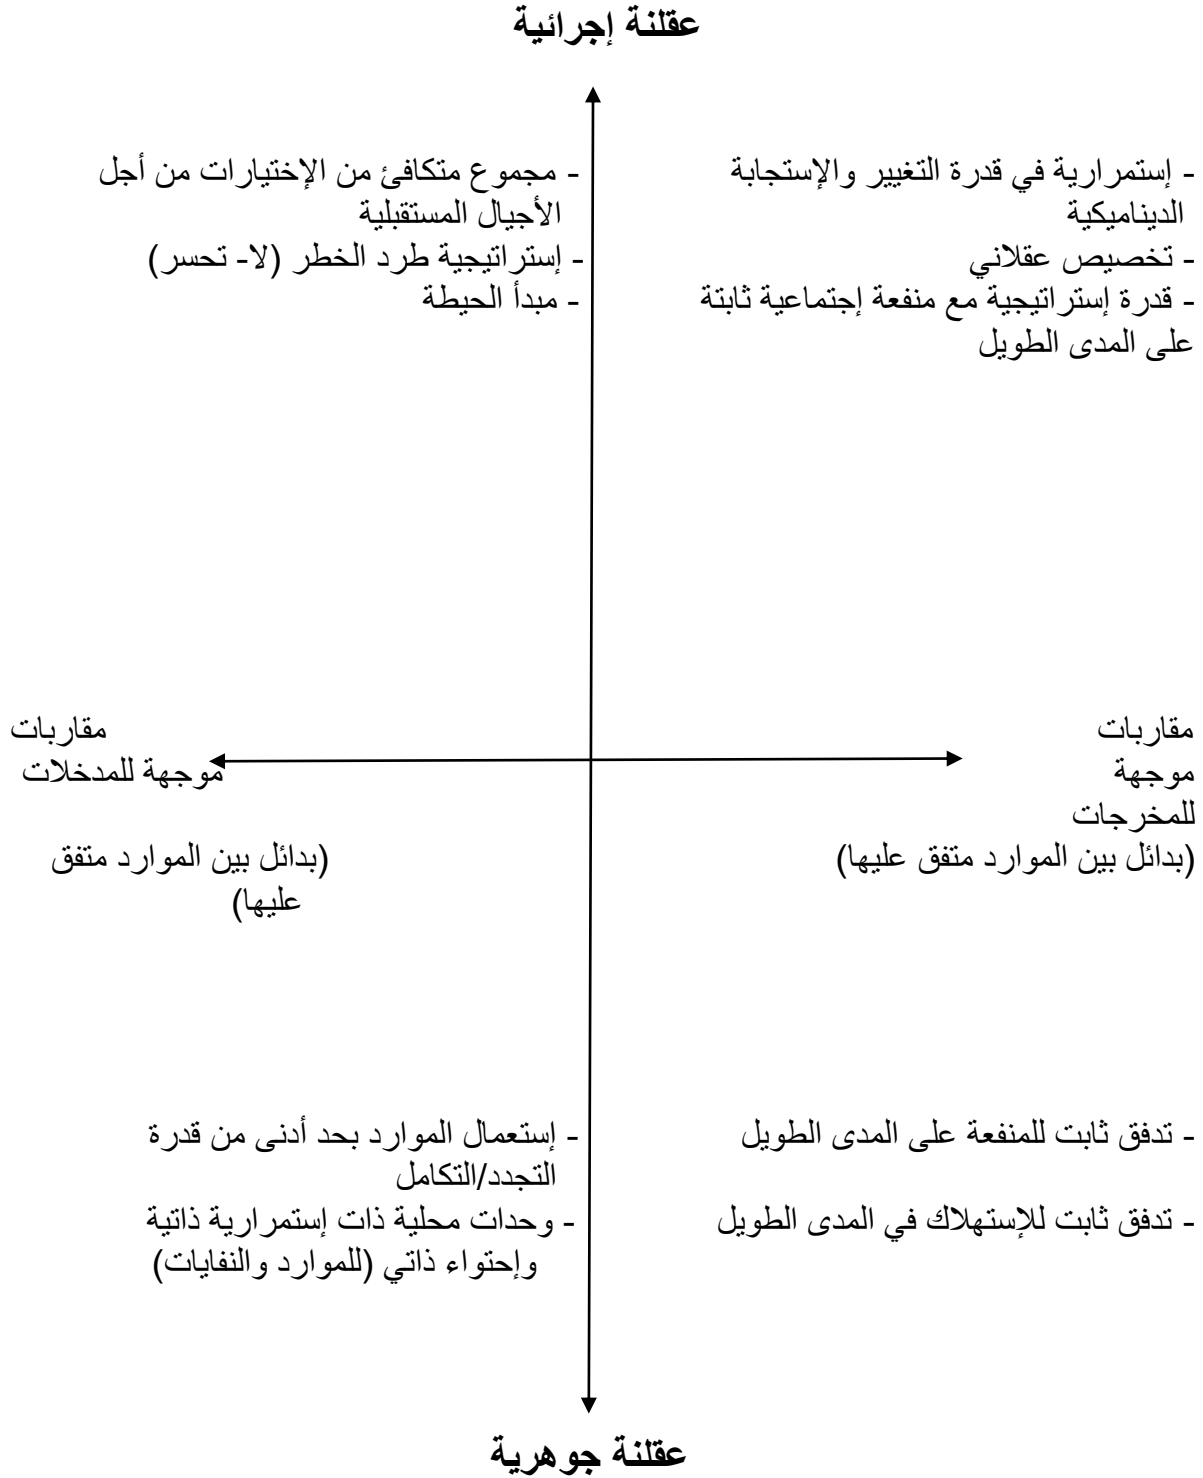 عقلنة إجرائية
- إستمرارية في قدرة التغيير والإستجابة
الديناميكية
- تخصيص عقلاني
- قدرة إستراتيجية مع منفعة إجتماعية ثابتة
على المدى الطويل
- مجموع متكافئ من الإختيارات من أجل
الأجيال المستقبلية
- إستراتيجية طرد الخطر (لا- تحسر)
- مبدأ الحيطة
مقاربات
موجهة
للمخرجات
(بدائل بين الموارد متفق عليها)
مقاربات
موجهة للمدخلات
(بدائل بين الموارد متفق
عليها)
- تدفق ثابت للمنفعة على المدى الطويل
- تدفق ثابت للإستهلاك في المدى الطويل
- إستعمال الموارد بحد أدنى من قدرة
التجدد/التكامل
- وحدات محلية ذات إستمرارية ذاتية
وإحتواء ذاتي (للموارد والنفايات)
عقلنة جوهرية